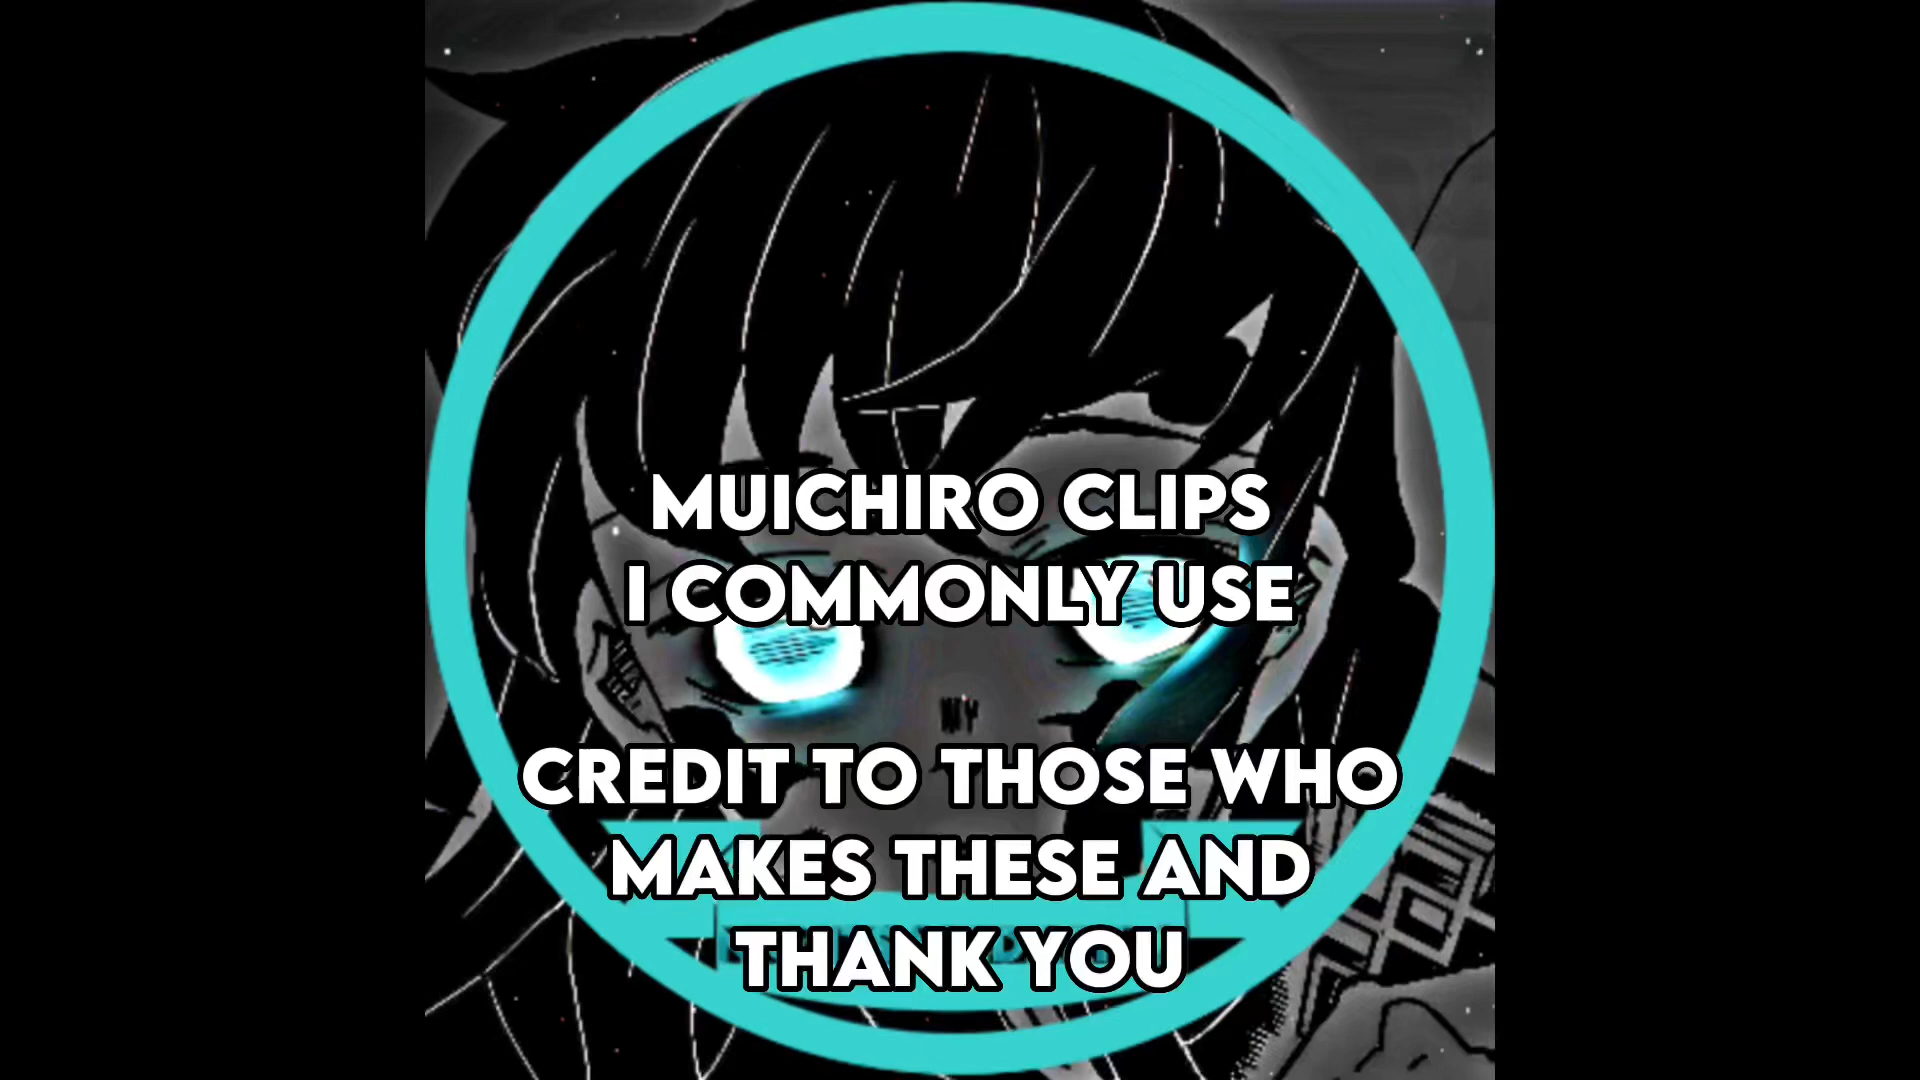 MUICHIRO CLIPS
I COMMONLY USE
CREDIT TO THOSE WHO
MAKES THESE AND
THANK YOU